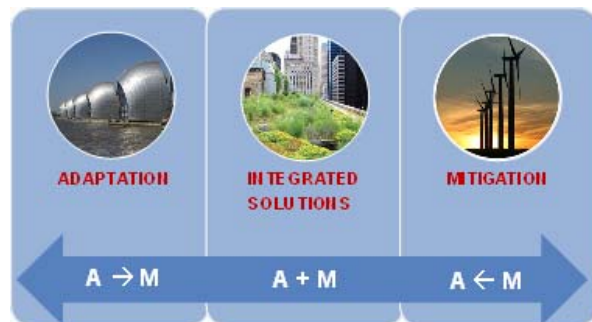 ADAPTATION
INTEGRATED
SOLUTIONS
MITIGATION
A → M
A + M
A ← M